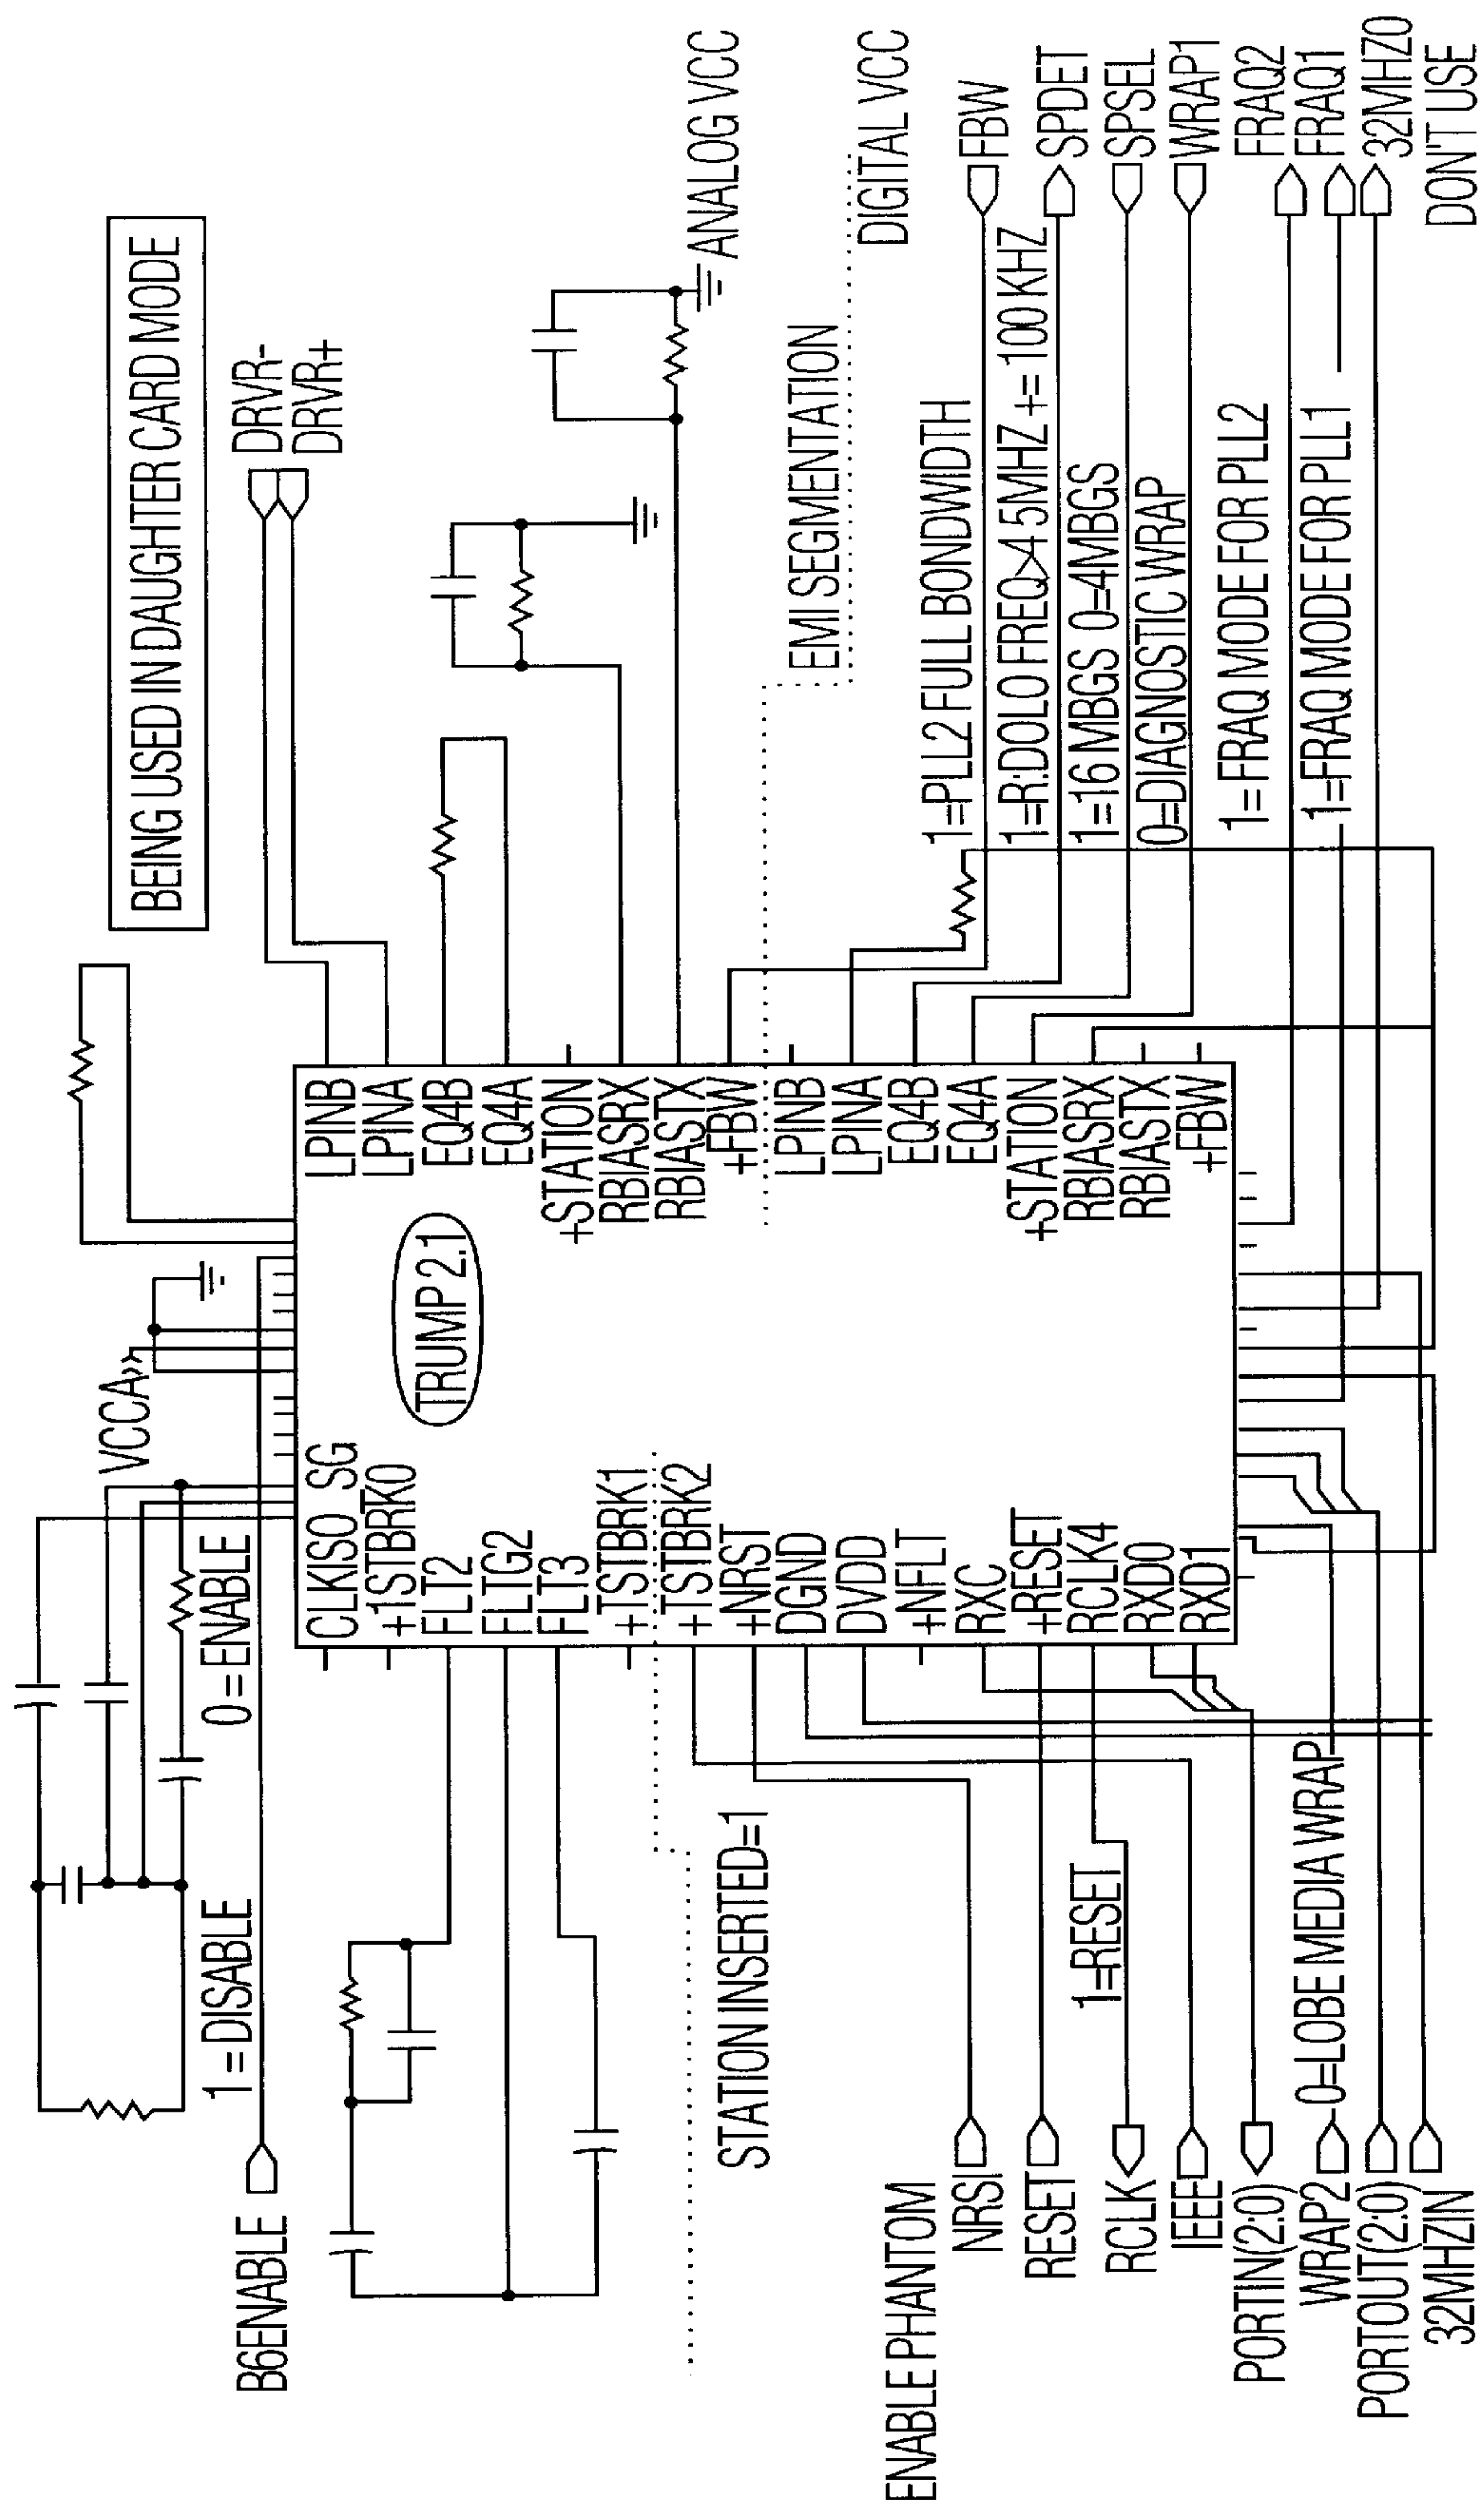 BEING USED IN DAUGHTER CARD MODE
DRVR-
DRVR+
ANALOG VCC
EMI SEGMENTATION
DIGITAL VCC
1=PLL2 FULL BONDWIDTH
FBW
1=R:DOLO FREQ>4 5MHZ += 100 KHZ
SPDET
1=16 MBGS 0=4MBGS
SPSEL
0=DIAGNOSTIC WRAP
WRAP1
1=FRAQ MODE FOR PLL2
FRAQ2
1=FRAQ MODE FOR PLL1
FRAQ1
32MHZ0
DON'T USE
VCCA
0=ENABLE
1=DISABLE
B6ENABLE
TRUMP 2.1
LPINB
LPINA
EQ4B
EQ4A
+STATION
RBIASRX
RBIASTX
+FBW
LPINB
LPINA
EQ4B
EQ4A
+STATION
RBIASRX
RBIASTX
+FBW
CLKISO_SG
+1STBRK0
FLT2
FLTG2
FLT3
+TSTBRK1
+TSTBRK2
+NRST
DGND
DVDD
+NFLT
RXC
+RESET
RCLK4
RXD0
RXD1
STATION INSERTED=1
ENABLE PHANTOM
NRSI
RESET
1=RESET
RCLK
IEEE
PORTIN(2:0)
0=LOBE MEDIA WRAP
WRAP2
PORTOUT(2:0)
32MHZIN